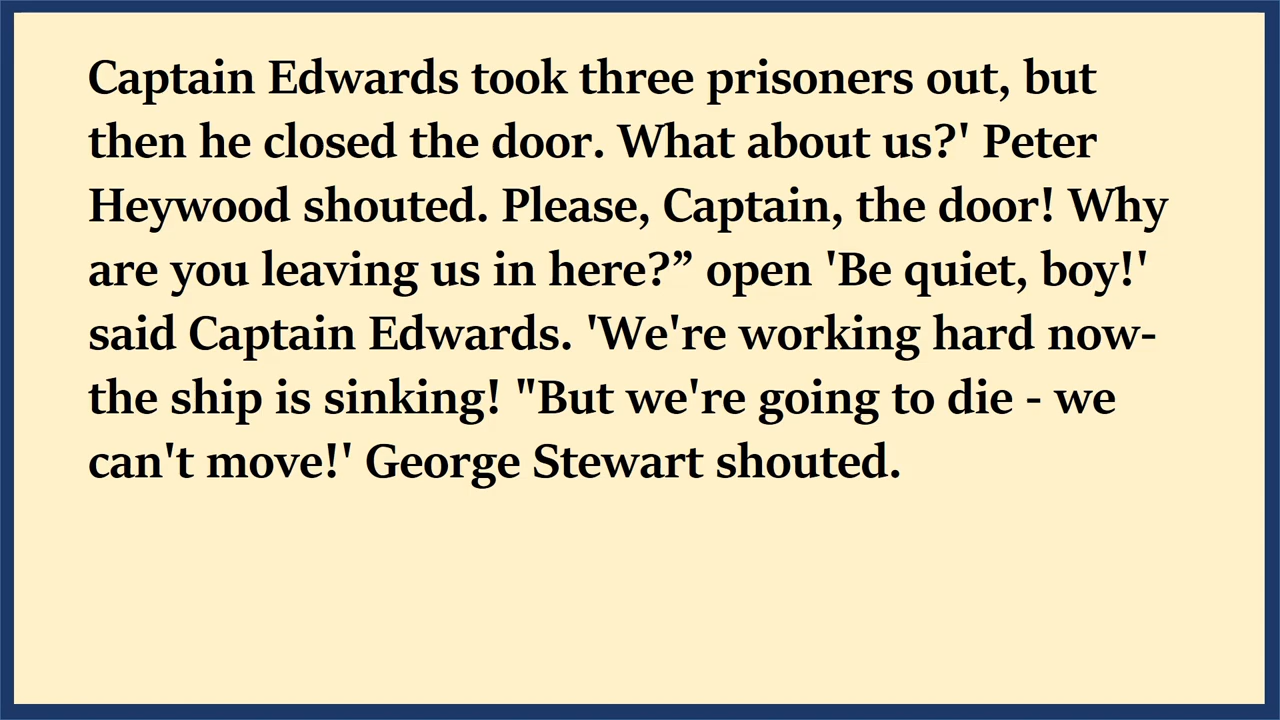 Captain Edwards took three prisoners out, but
then he closed the door. What about us?' Peter
Heywood shouted. Please, Captain, the door! Why
are you leaving us in here?” open 'Be quiet, boy!'
said Captain Edwards. 'We're working hard now-
the ship is sinking! "But we're going to die - we
can't move!' George Stewart shouted.